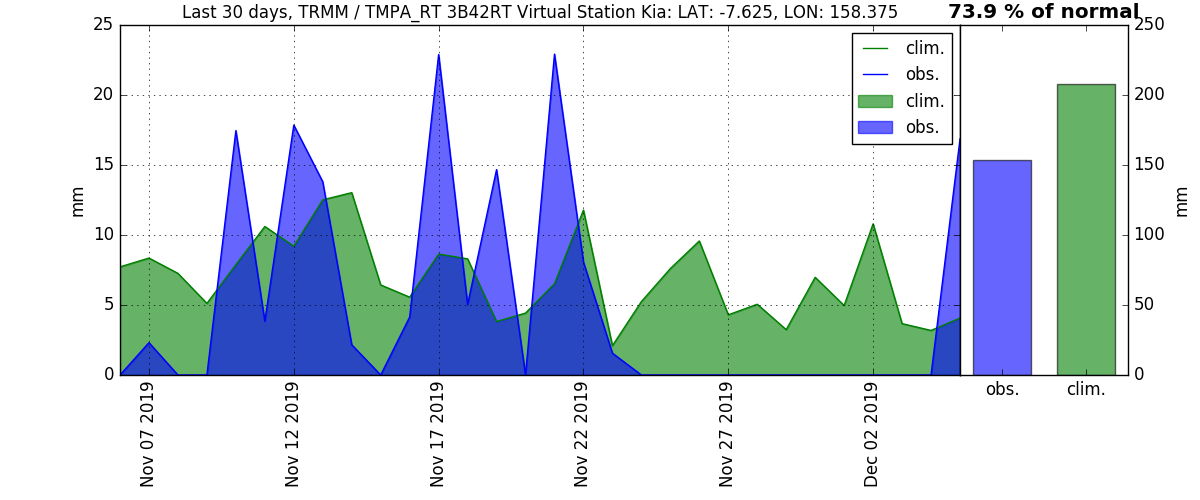 Last 30 days, TRMM / TMPA_RT 3B42RT Virtual Station Kia: LAT: -7.625, LON: 158.375
73.9 % of normal
25
20
15
10
5
0
mm
clim.
obs.
clim.
obs.
250
200
150
100
50
0
mm
obs.
clim.
Nov 07 2019
Nov 12 2019
Nov 17 2019
Nov 22 2019
Nov 27 2019
Dec 02 2019